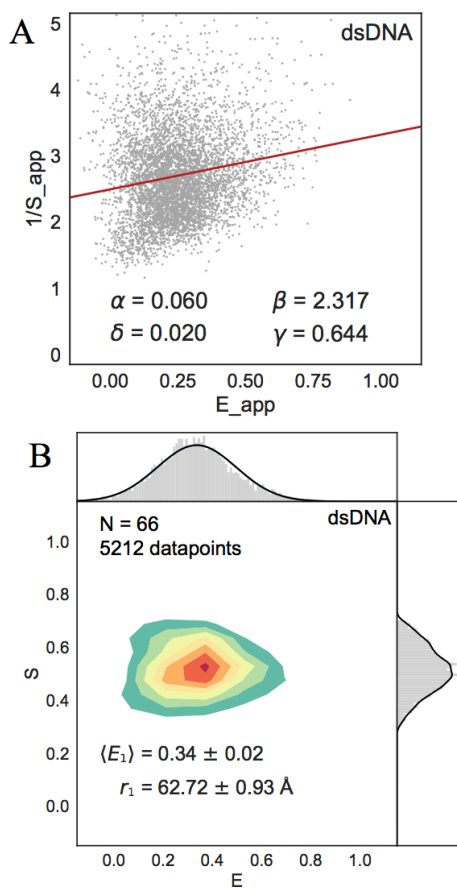 A
dsDNA
5
4
3
2
1
0
1/S_app
α = 0.060 β = 2.317
δ = 0.020 γ = 0.644
0.00 0.25 0.50 0.75 1.00
E_app
B
N = 66 dsDNA
5212 datapoints
1.0
0.8
0.6
0.4
0.2
0.0
S
⟨E₁⟩ = 0.34 ± 0.02
r₁ = 62.72 ± 0.93 Å
0.0 0.2 0.4 0.6 0.8 1.0
E